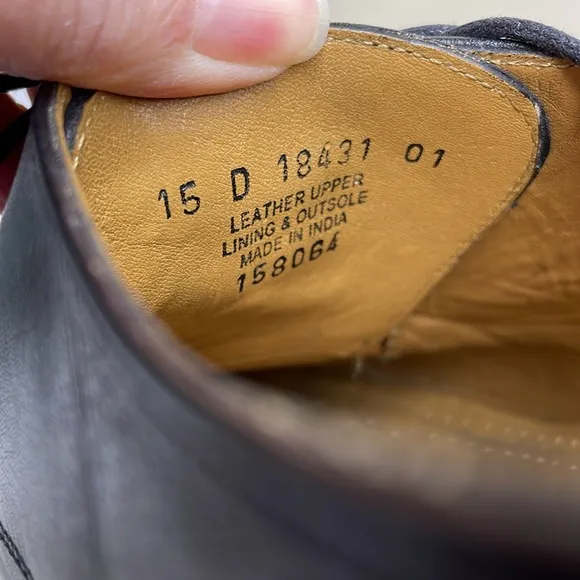 15 D 18431 01
LEATHER UPPER
LINING & OUTSOLE
MADE IN INDIA
158064